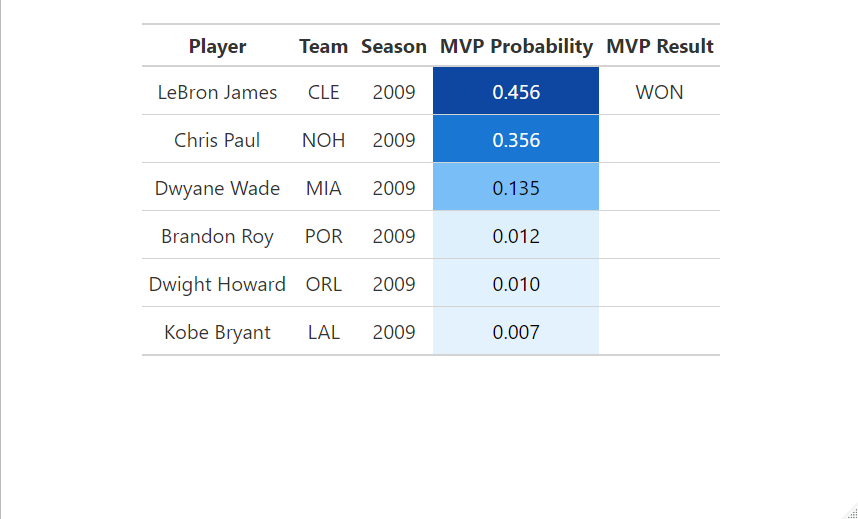 Player Team Season MVP Probability MVP Result
LeBron James CLE 2009 0.456 WON
Chris Paul NOH 2009 0.356
Dwyane Wade MIA 2009 0.135
Brandon Roy POR 2009 0.012
Dwight Howard ORL 2009 0.010
Kobe Bryant LAL 2009 0.007